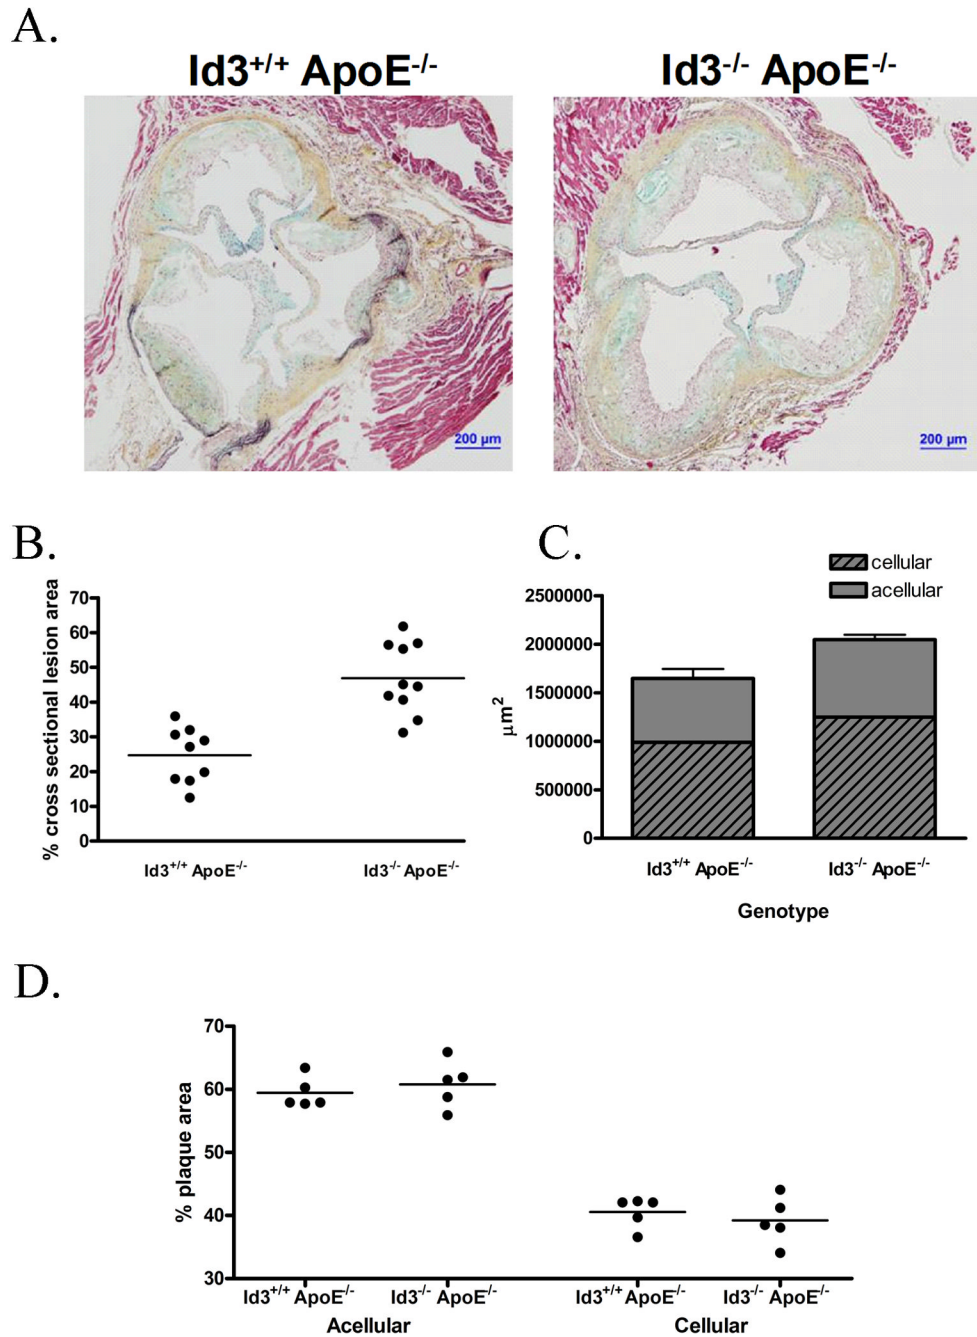 A.
Id3+/+ ApoE-/-
Id3-/- ApoE-/-
200 µm
200 µm
B.
% cross sectional lesion area
70
60
50
40
30
20
10
0
Id3+/+ ApoE-/-
Id3-/- ApoE-/-
C.
cellular
acellular
µm2
2500000
2000000
1500000
1000000
500000
0
Id3+/+ ApoE-/-
Id3-/- ApoE-/-
Genotype
D.
% plaque area
70
60
50
40
30
Id3+/+ ApoE-/-
Id3-/- ApoE-/-
Id3+/+ ApoE-/-
Id3-/- ApoE-/-
Acellular
Cellular